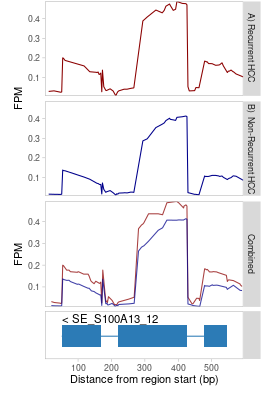 0.4
0.3
0.2
0.1
FPM
A) Recurrent HCC
0.4
0.3
0.2
0.1
B) Non-Recurrent HCC
0.4
0.3
0.2
0.1
FPM
Combined
< SE_S100A13_12
100 200 300 400 500
Distance from region start (bp)